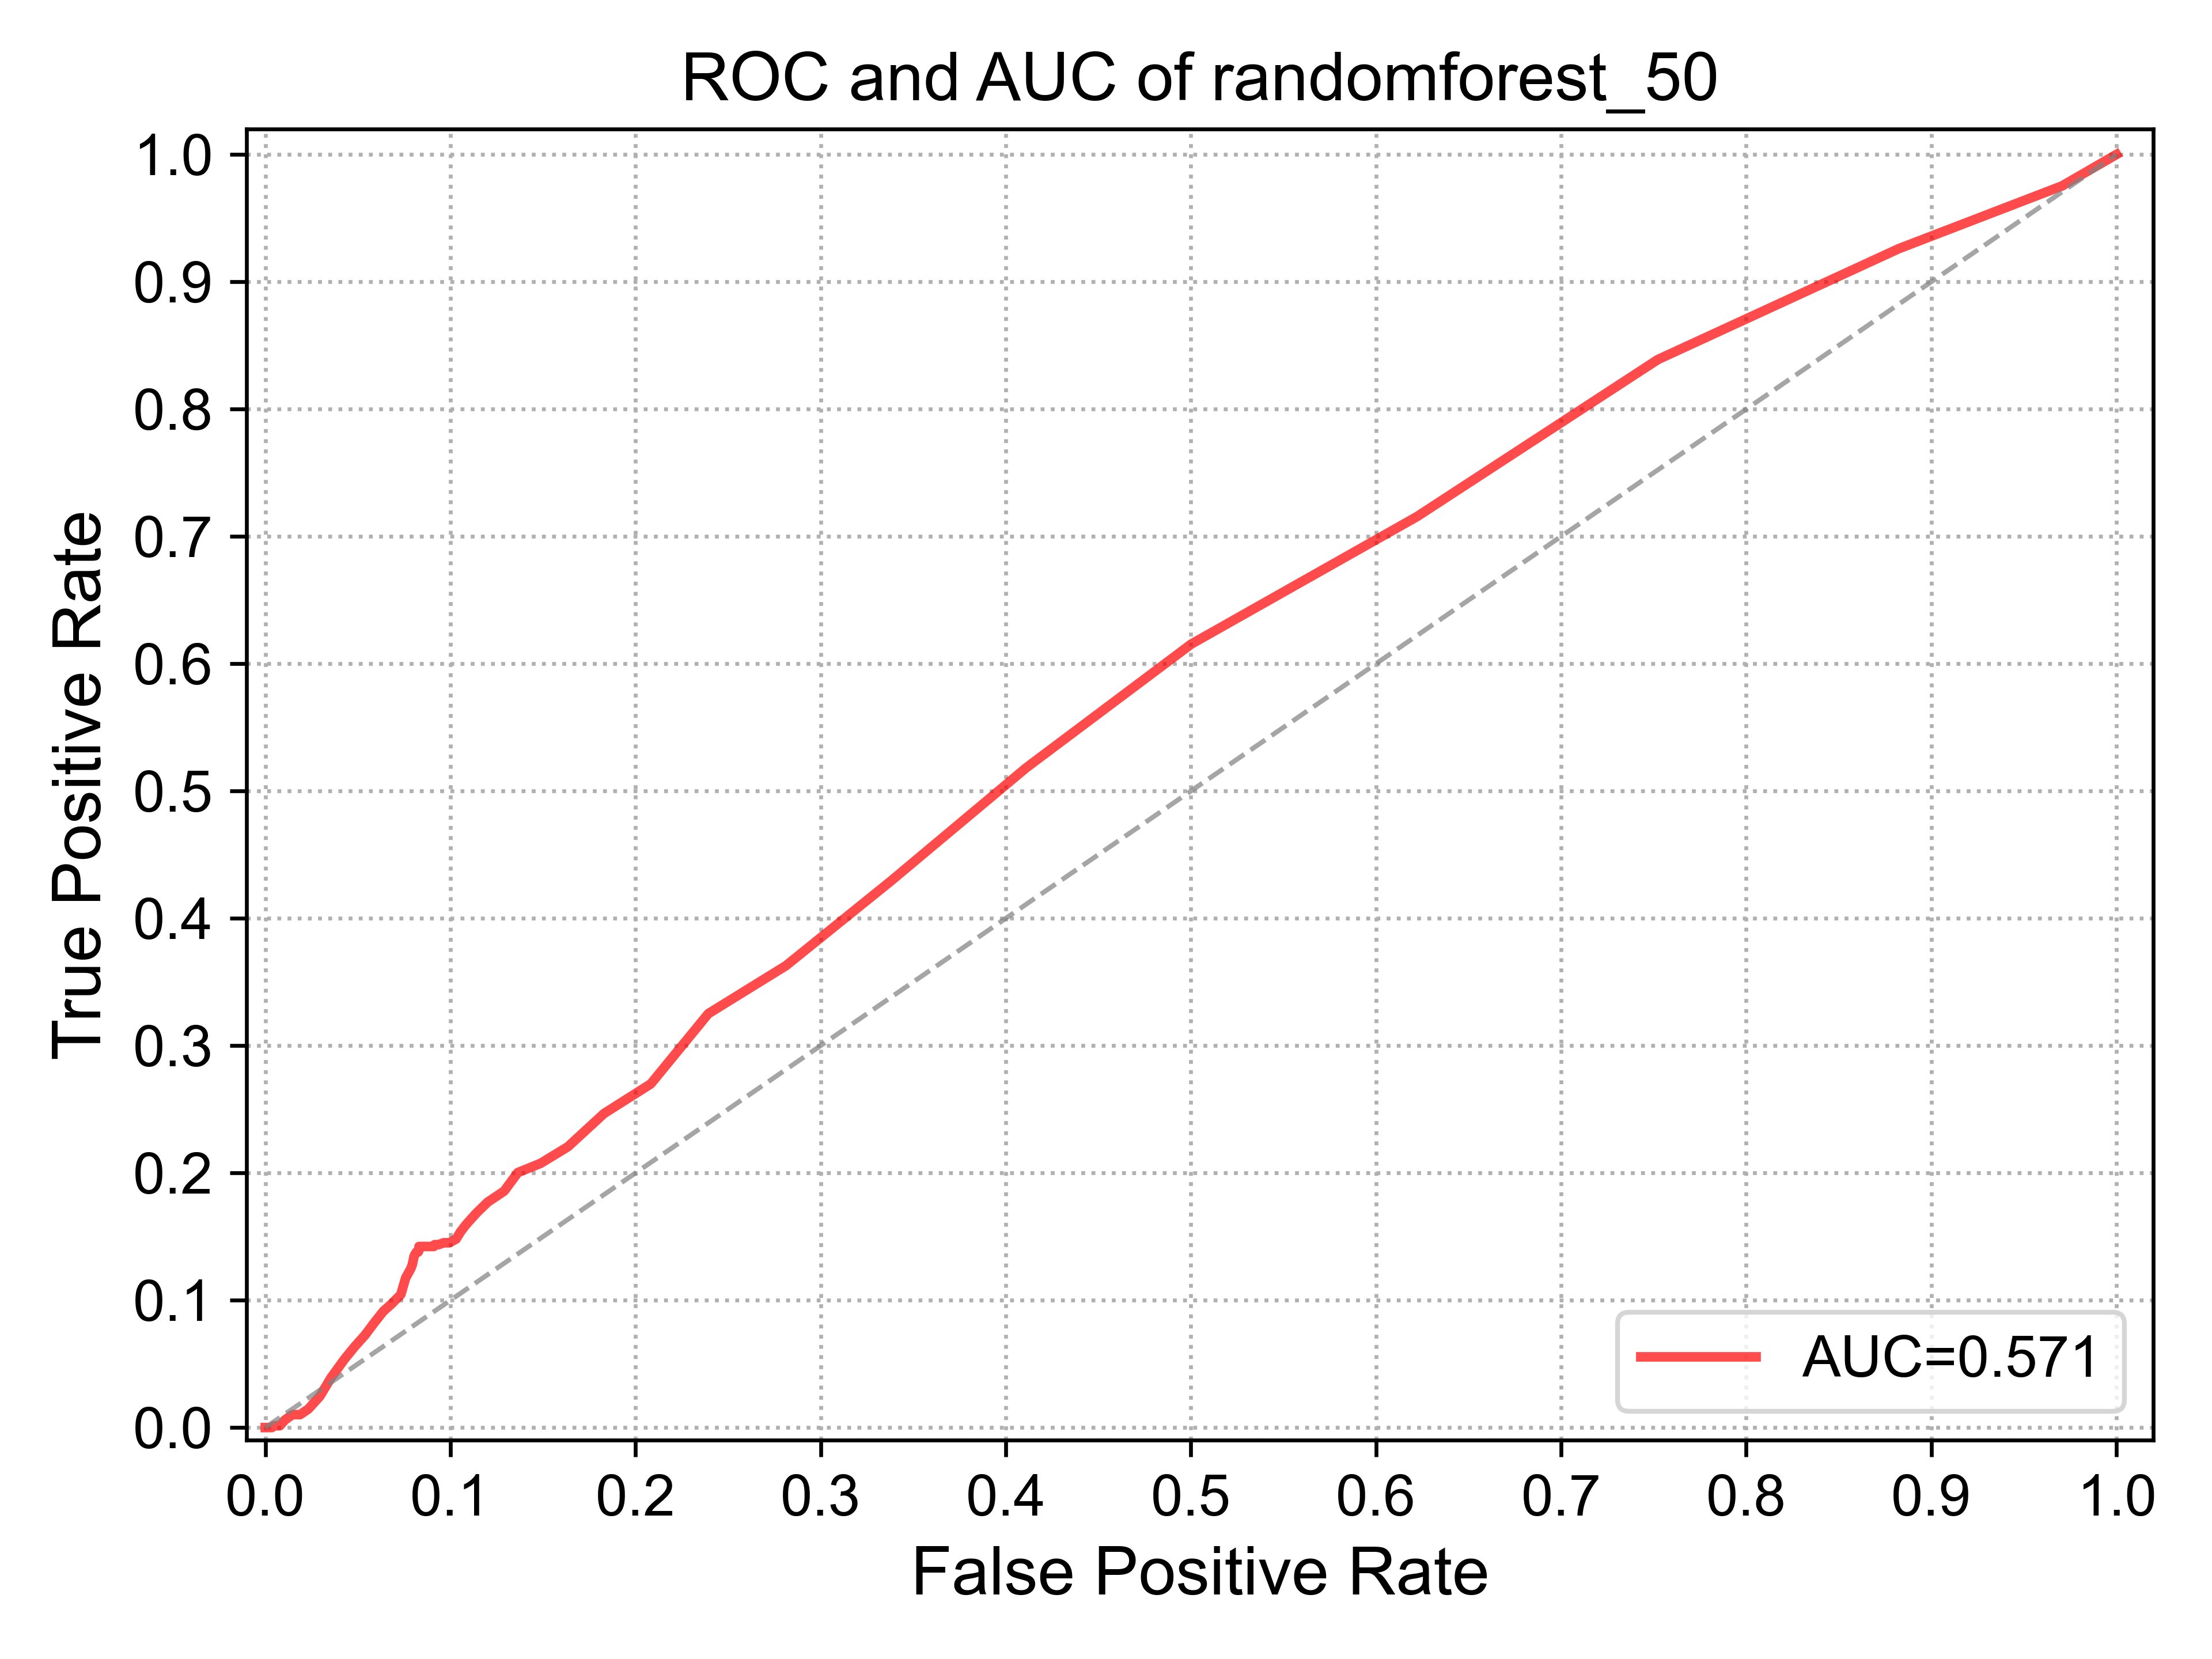 ROC and AUC of randomforest_50
True Positive Rate
1.0
0.9
0.8
0.7
0.6
0.5
0.4
0.3
0.2
0.1
0.0
AUC=0.571
0.0 0.1 0.2 0.3 0.4 0.5 0.6 0.7 0.8 0.9 1.0
False Positive Rate